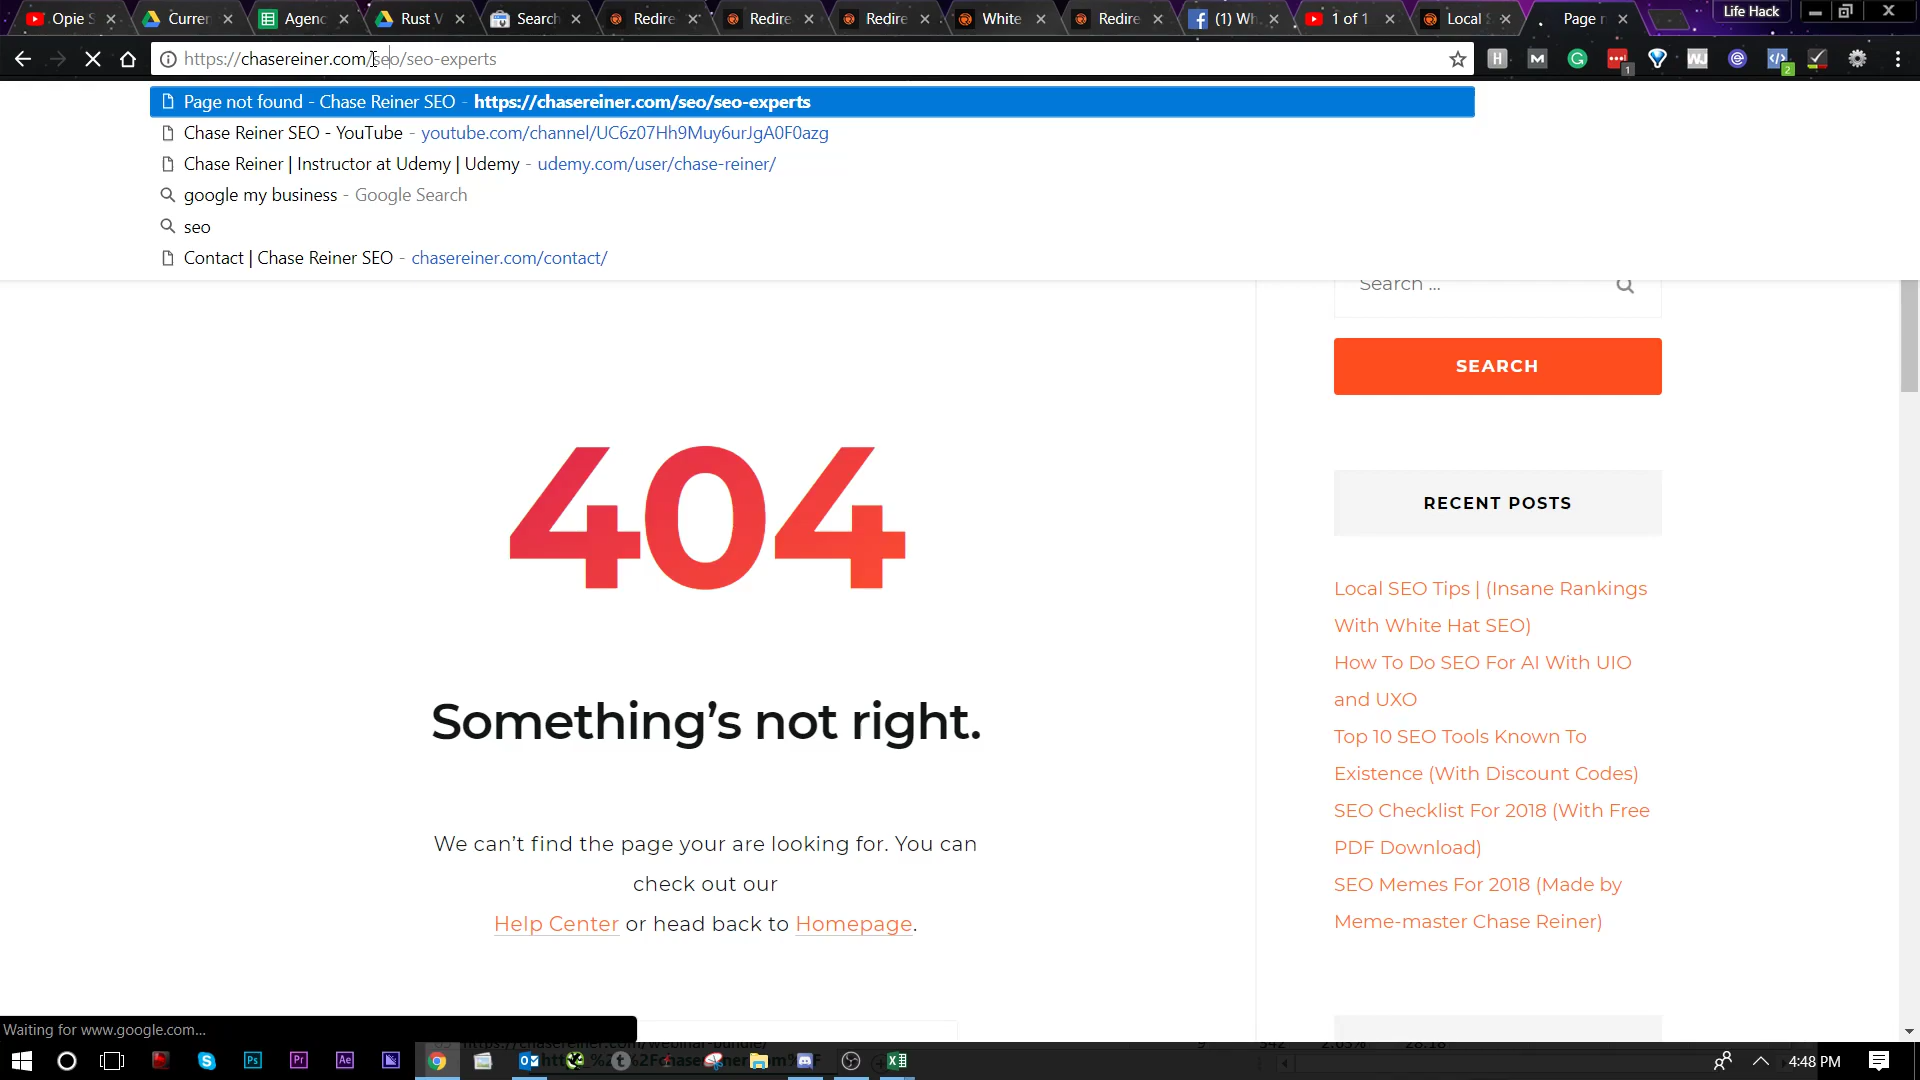 Opie S
Curren
Agenc
Rust V
Search
Redire
Redire
Redire
White
Redire
(1) Wh
1 of 1
Local S
Page n
Life Hack
https://chasereiner.com/seo/seo-experts
Page not found - Chase Reiner SEO - https://chasereiner.com/seo/seo-experts
Chase Reiner SEO - YouTube - youtube.com/channel/UC6z07Hh9Muy6urJgA0F0azg
Chase Reiner | Instructor at Udemy | Udemy - udemy.com/user/chase-reiner/
google my business - Google Search
seo
Contact | Chase Reiner SEO - chasereiner.com/contact/
Search ...
SEARCH
404
Something's not right.
We can't find the page your are looking for. You can
check out our
Help Center or head back to Homepage.
RECENT POSTS
Local SEO Tips | (Insane Rankings
With White Hat SEO)
How To Do SEO For AI With UIO
and UXO
Top 10 SEO Tools Known To
Existence (With Discount Codes)
SEO Checklist For 2018 (With Free
PDF Download)
SEO Memes For 2018 (Made by
Meme-master Chase Reiner)
Waiting for www.google.com...
4:48 PM